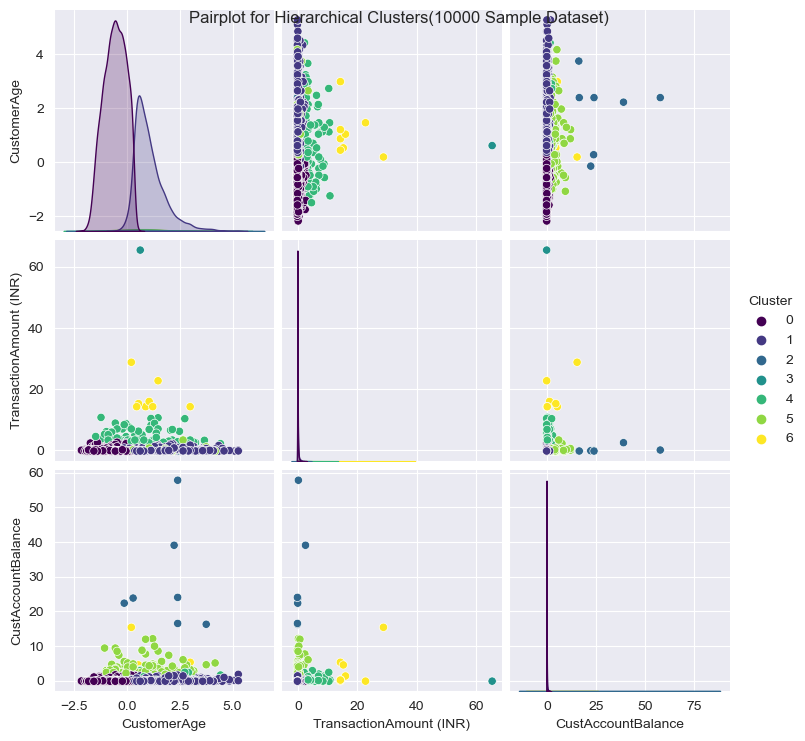 Pairplot for Hierarchical Clusters(10000 Sample Dataset)
CustomerAge
4
2
0
−2
TransactionAmount (INR)
60
40
20
0
Cluster
0
1
2
3
4
5
6
CustAccountBalance
60
50
40
30
20
10
0
−2.5 0.0 2.5 5.0
0 20 40 60
0 25 50 75
CustomerAge
TransactionAmount (INR)
CustAccountBalance